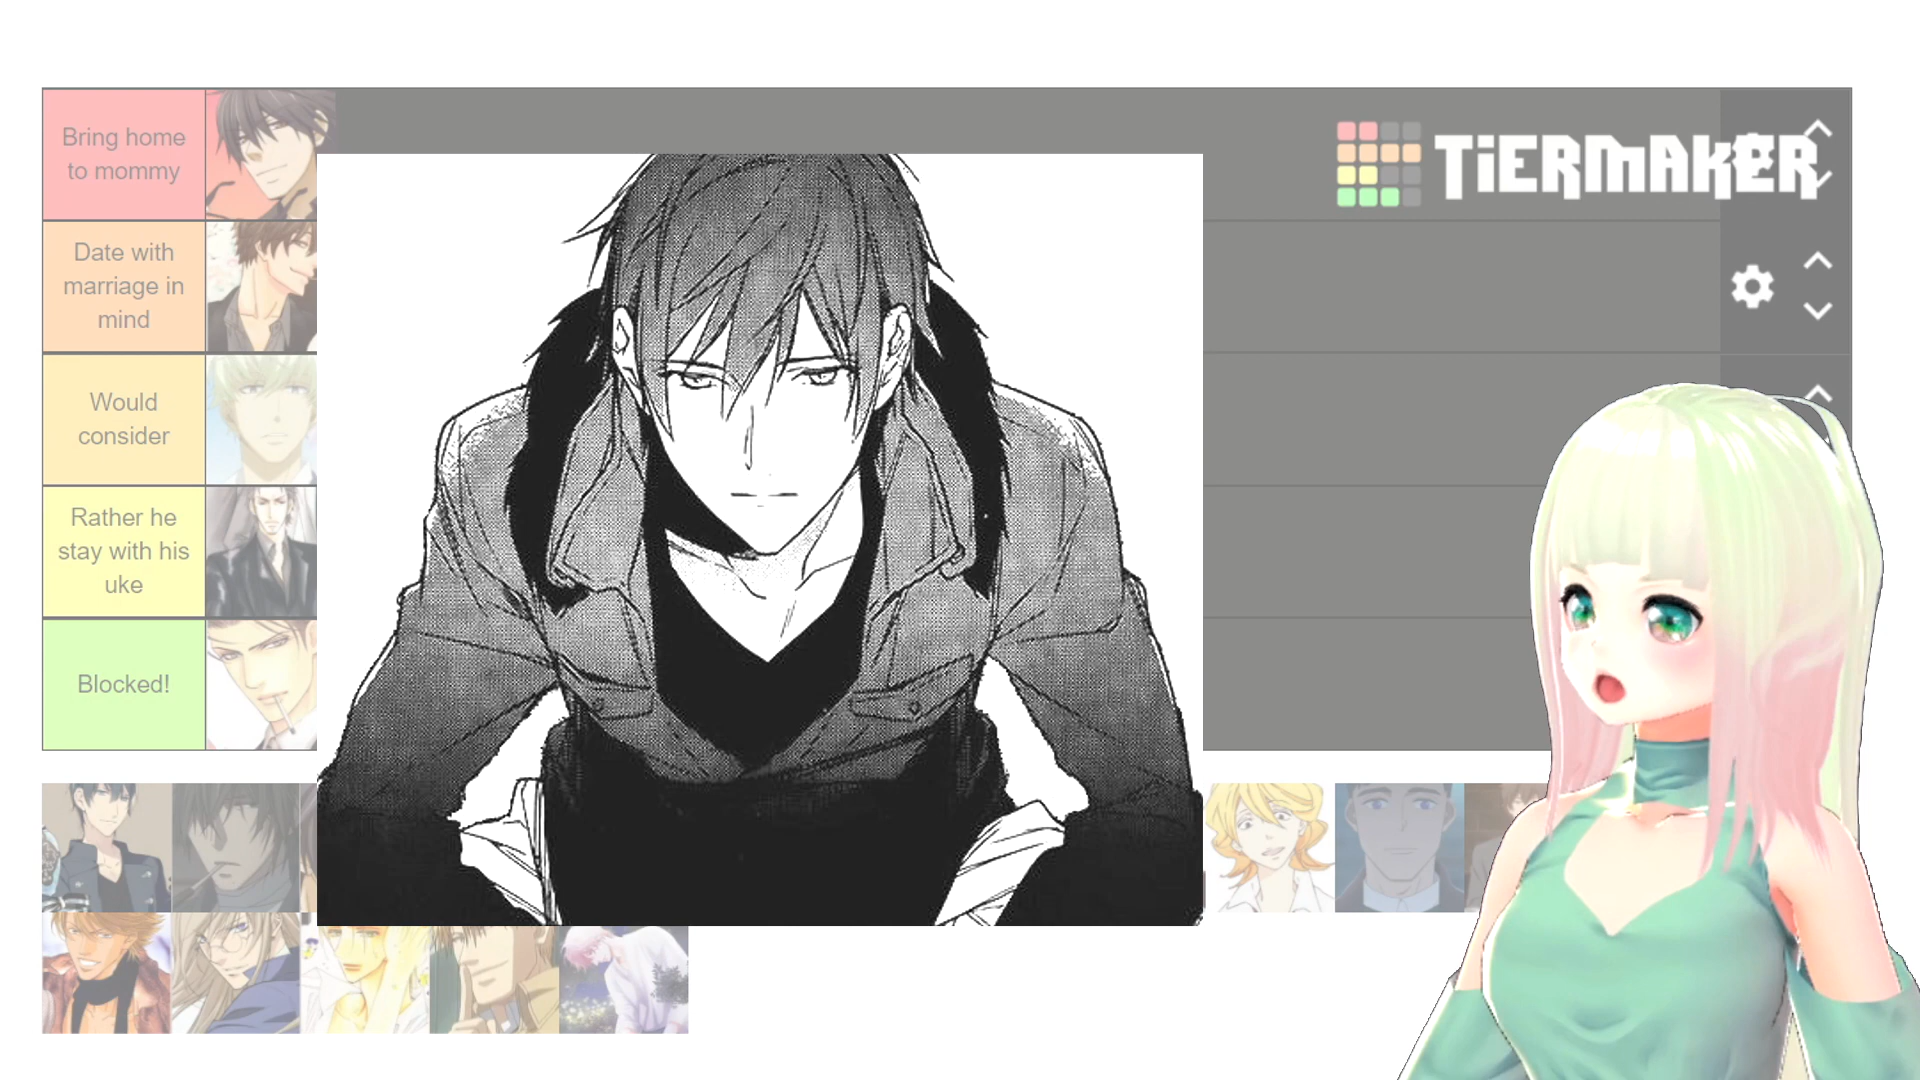 Bring home
to mommy
TiERMAKER
Date with
marriage in
mind
Would
consider
Rather he
stay with his
uke
Blocked!